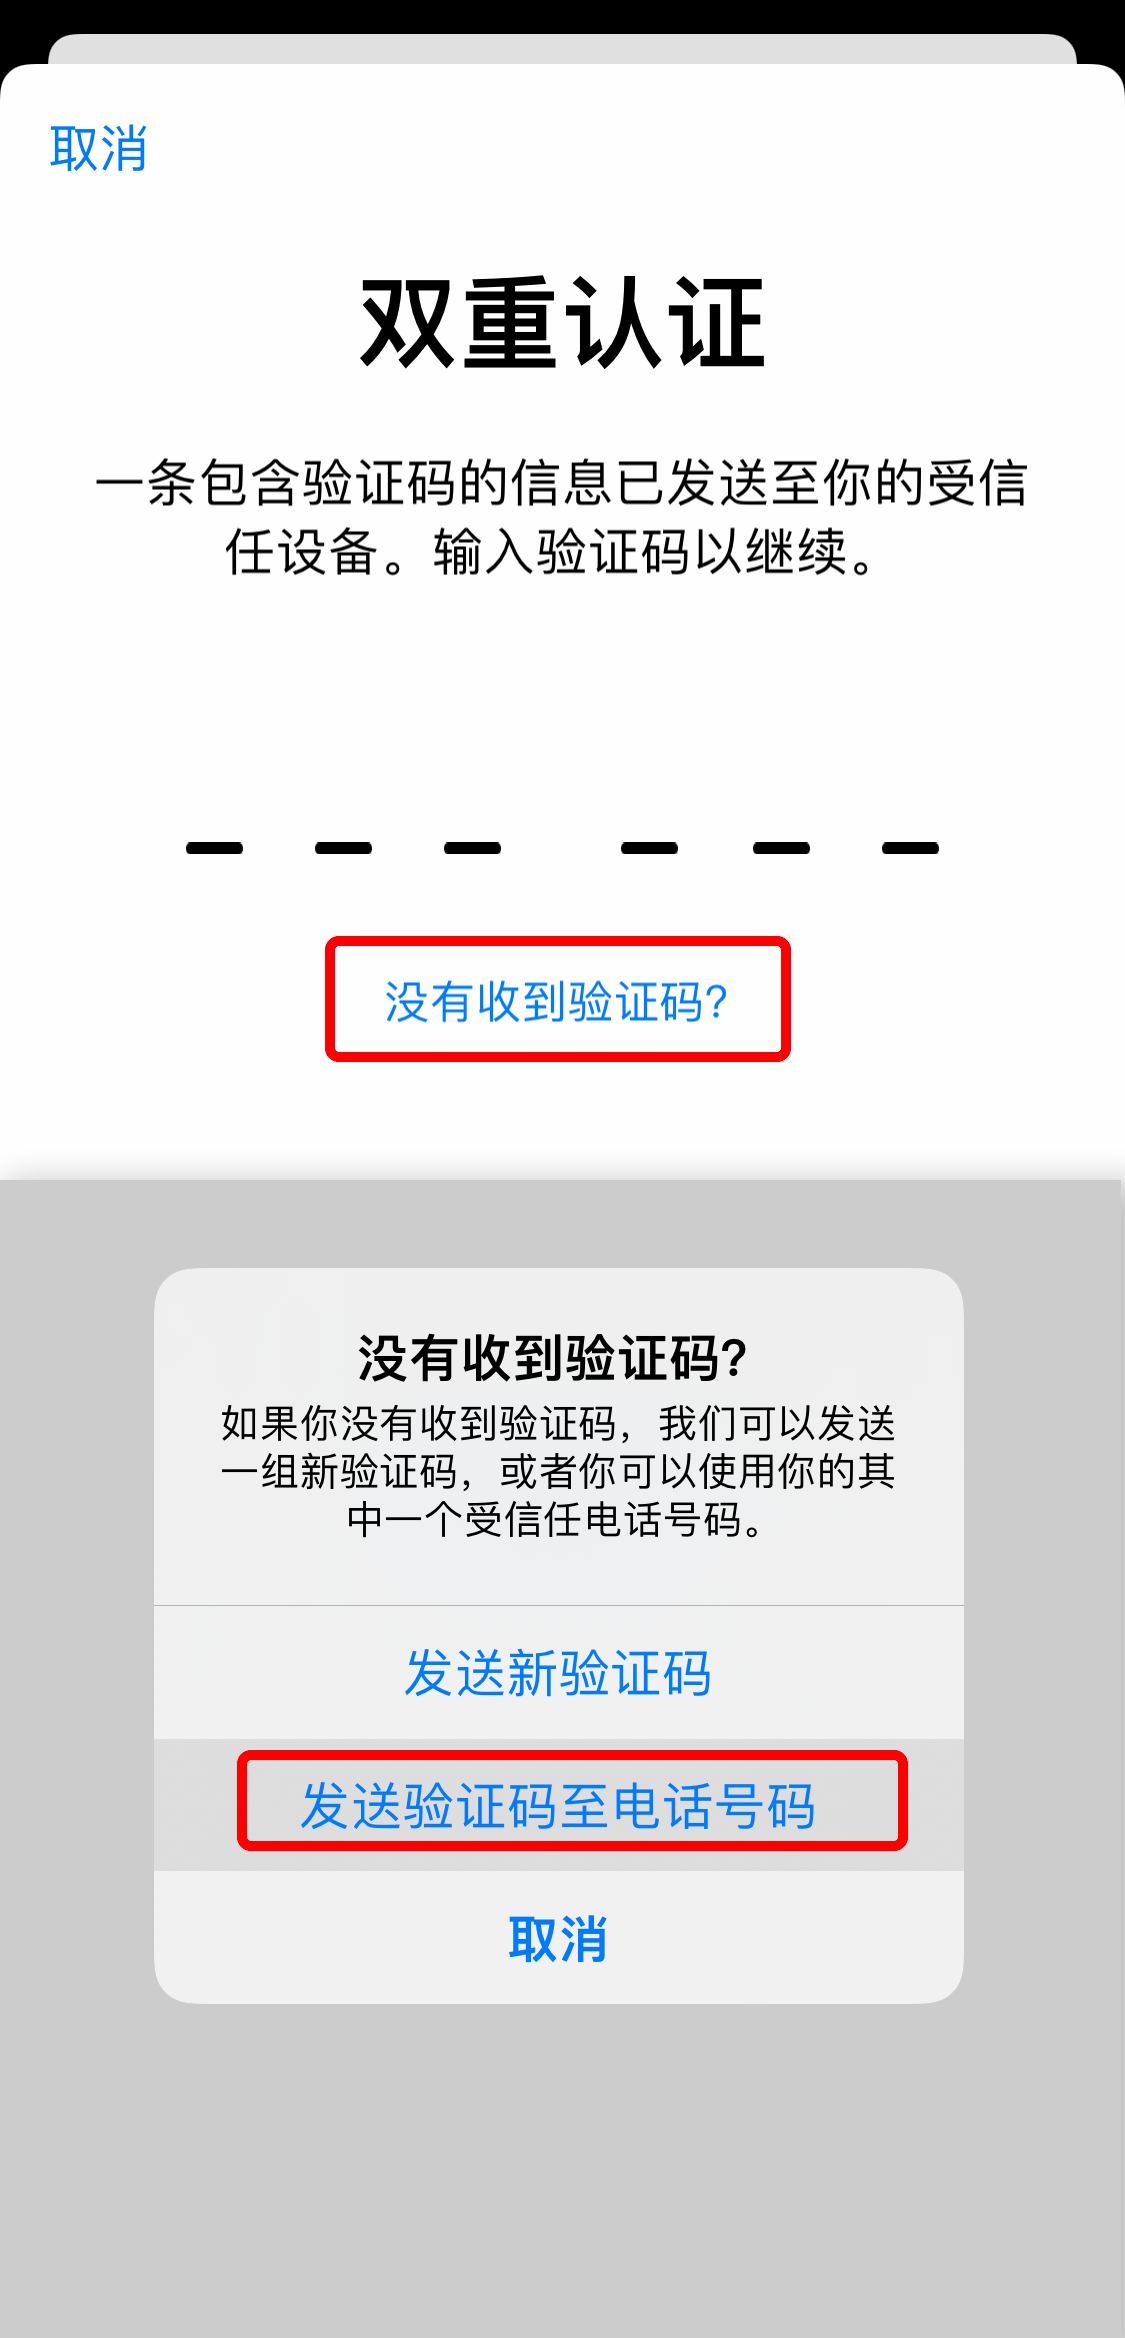 取消
双重认证
一条包含验证码的信息已发送至你的受信
任设备。输入验证码以继续。
没有收到验证码?
没有收到验证码?
如果你没有收到验证码，我们可以发送
一组新验证码，或者你可以使用你的其
中一个受信任电话号码。
发送新验证码
发送验证码至电话号码
取消